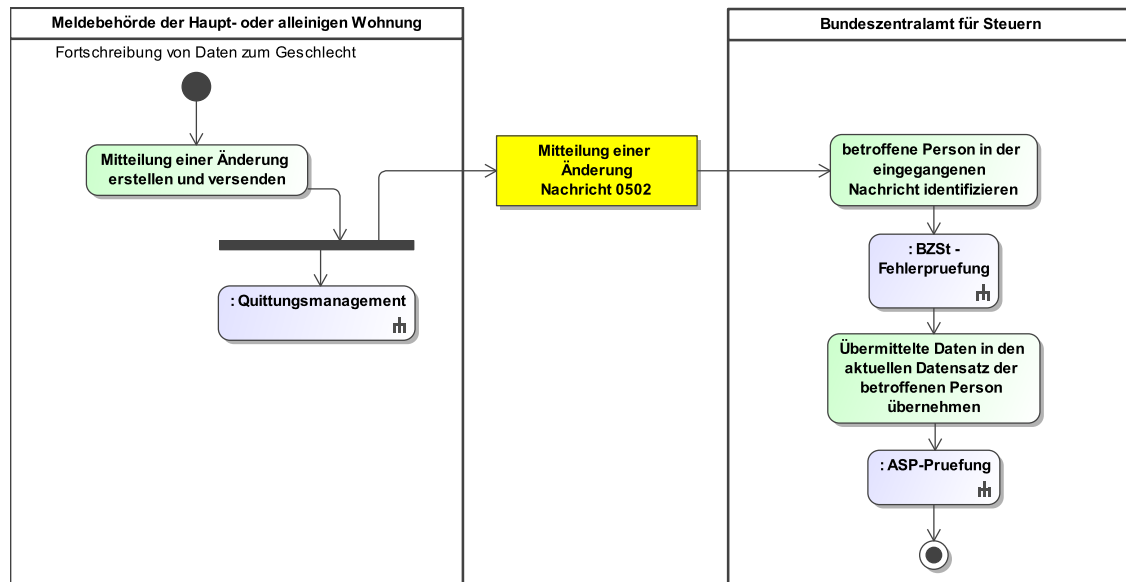 Meldebehörde der Haupt- oder alleinigen Wohnung
Fortschreibung von Daten zum Geschlecht
Mitteilung einer Änderung
erstellen und versenden
: Quittungsmanagement
Mitteilung einer
Änderung
Nachricht 0502
Bundeszentralamt für Steuern
betroffene Person in der
eingegangenen
Nachricht identifizieren
: BZSt -
Fehlerpruefung
Übermittelte Daten in den
aktuellen Datensatz der
betroffenen Person
übernehmen
: ASP-Pruefung